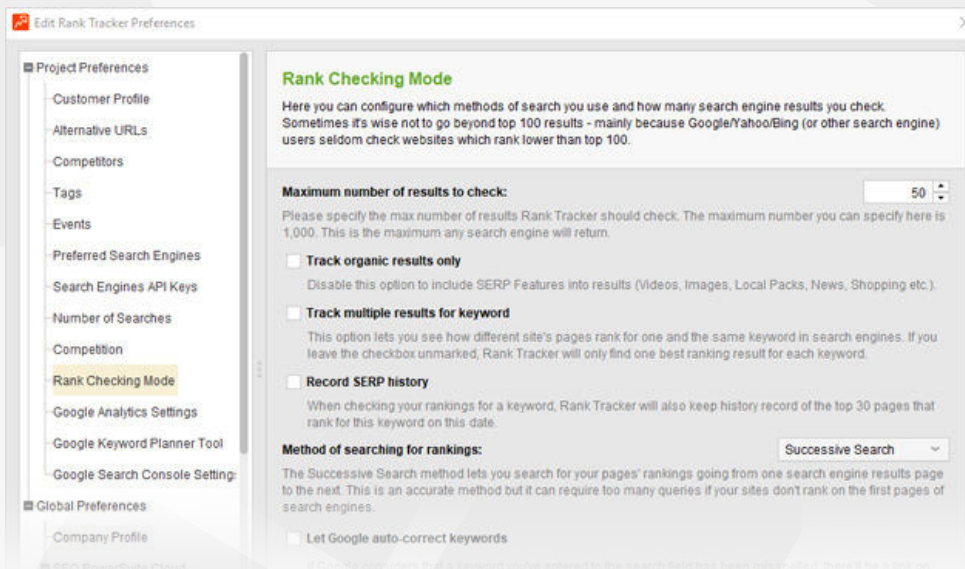 Edit Rank Tracker Preferences
Project Preferences
Customer Profile
Alternative URLs
Competitors
Tags
Events
Preferred Search Engines
Search Engines API Keys
Number of Searches
Competition
Rank Checking Mode
Google Analytics Settings
Google Keyword Planner Tool
Google Search Console Setting
Global Preferences
Company Profile
SEO PowerSuite Cloud
Rank Checking Mode
Here you can configure which methods of search you use and how many search engine results you check.
Sometimes it's wise not to go beyond top 100 results - mainly because Google/Yahoo/Bing (or other search engine)
users seldom check websites which rank lower than top 100.
Maximum number of results to check:
50
Please specify the max number of results Rank Tracker should check. The maximum number you can specify here is
1,000. This is the maximum any search engine will return.
Track organic results only
Disable this option to include SERP Features into results (Videos, Images, Local Packs, News, Shopping etc.).
Track multiple results for keyword
This option lets you see how different site's pages rank for one and the same keyword in search engines. If you
leave the checkbox unmarked, Rank Tracker will only find one best ranking result for each keyword.
Record SERP history
When checking your rankings for a keyword, Rank Tracker will also keep history record of the top 30 pages that
rank for this keyword on this date.
Method of searching for rankings:
Successive Search
The Successive Search method lets you search for your pages' rankings going from one search engine results page
to the next. This is an accurate method but it can require too many queries if your sites don't rank on the first pages of
search engines.
Let Google auto-correct keywords